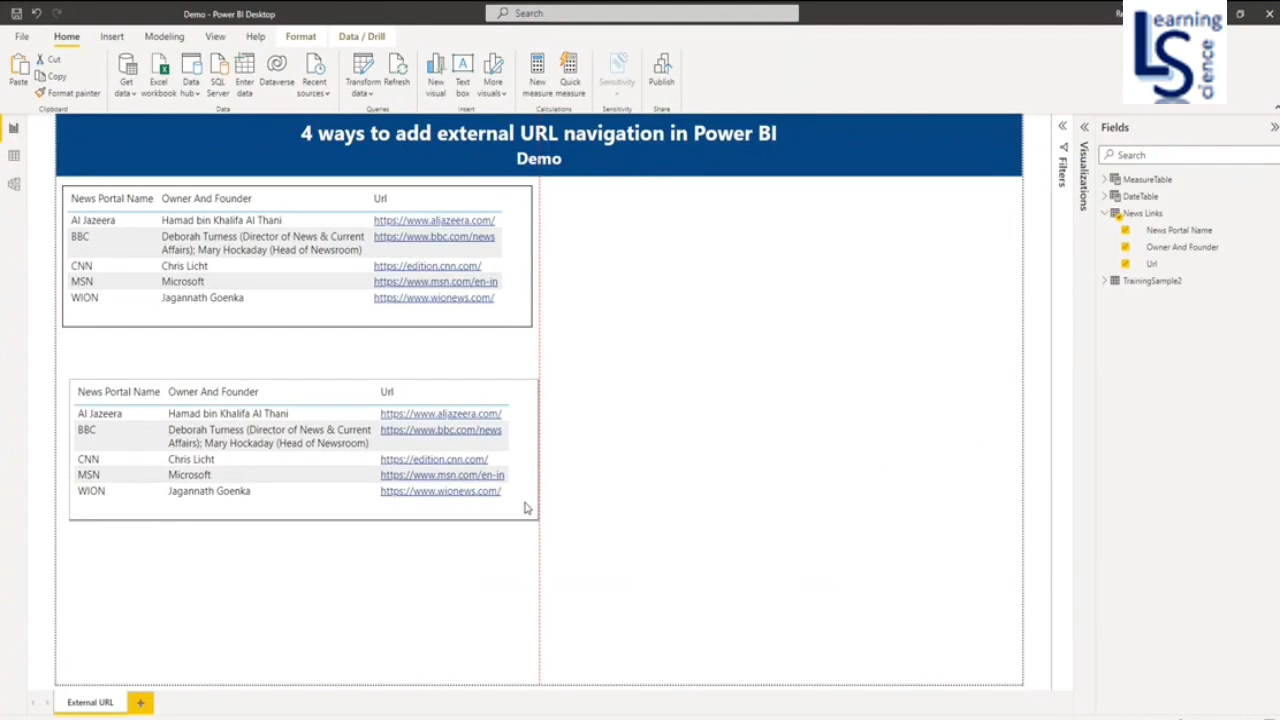 Demo - Power BI Desktop
Search
Learning
Science
File Home Insert Modeling View Help Format Data / Drill
Paste
Cut
Copy
Format painter
Get data
Excel workbook
Data hub
SQL Server
Enter data
Dataverse
Recent sources
Transform data
Refresh
New visual
Text box
More visuals
New measure
Quick measure
Sensitivity
Publish
Clipboard
Data
Queries
Insert
Calculations
Sensitivity
Share
4 ways to add external URL navigation in Power BI
Demo
News Portal Name Owner And Founder Url
Al Jazeera Hamad bin Khalifa Al Thani https://www.aljazeera.com/
BBC Deborah Turness (Director of News & Current https://www.bbc.com/news
Affairs); Mary Hockaday (Head of Newsroom)
CNN Chris Licht https://edition.cnn.com/
MSN Microsoft https://www.msn.com/en-in
WION Jagannath Goenka https://www.wionews.com/
News Portal Name Owner And Founder Url
Al Jazeera Hamad bin Khalifa Al Thani https://www.aljazeera.com/
BBC Deborah Turness (Director of News & Current https://www.bbc.com/news
Affairs); Mary Hockaday (Head of Newsroom)
CNN Chris Licht https://edition.cnn.com/
MSN Microsoft https://www.msn.com/en-in
WION Jagannath Goenka https://www.wionews.com/
Filters
Visualizations
Fields
Search
MeasureTable
DateTable
News Links
News Portal Name
Owner And Founder
Url
TrainingSample2
External URL